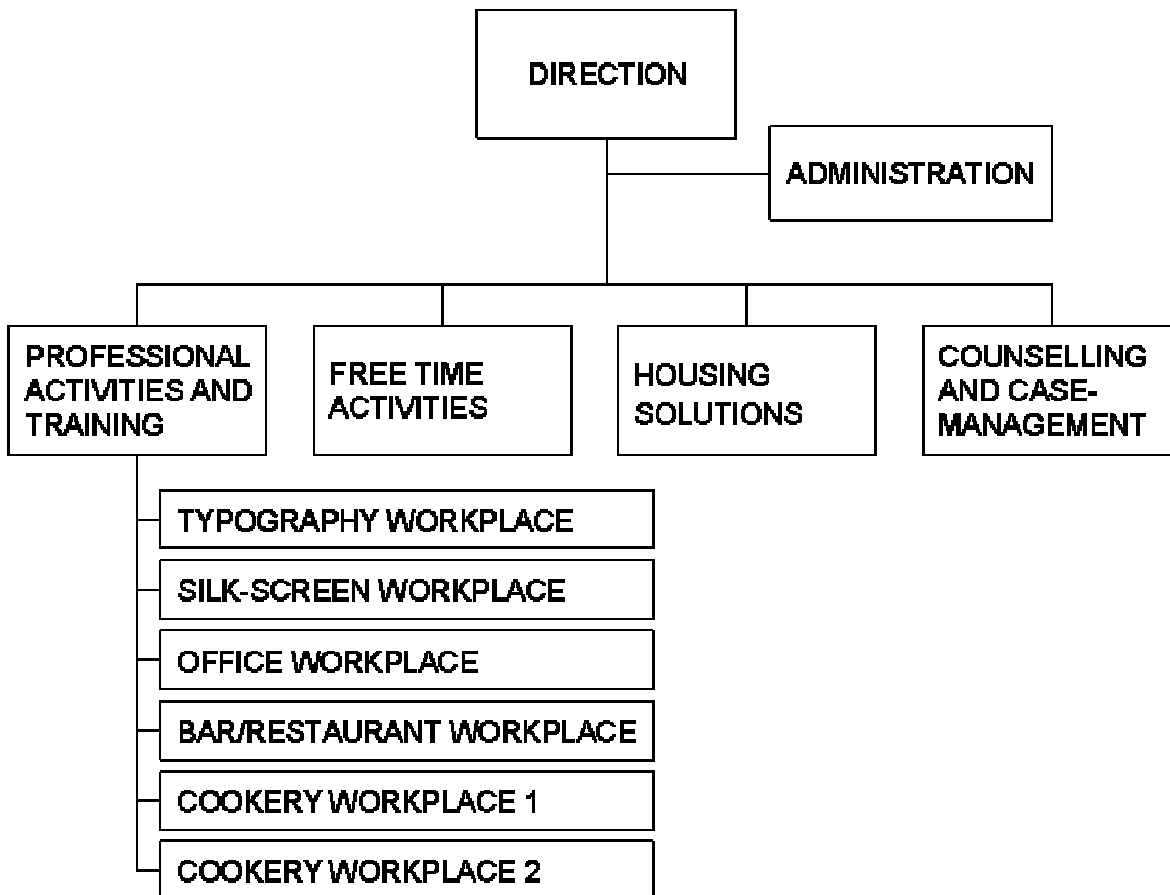 DIRECTION
ADMINISTRATION
PROFESSIONAL
ACTIVITIES AND
TRAINING
FREE TIME
ACTIVITIES
HOUSING
SOLUTIONS
COUNSELLING
AND CASE-
MANAGEMENT
TYPOGRAPHY WORKPLACE
SILK-SCREEN WORKPLACE
OFFICE WORKPLACE
BAR/RESTAURANT WORKPLACE
COOKERY WORKPLACE 1
COOKERY WORKPLACE 2